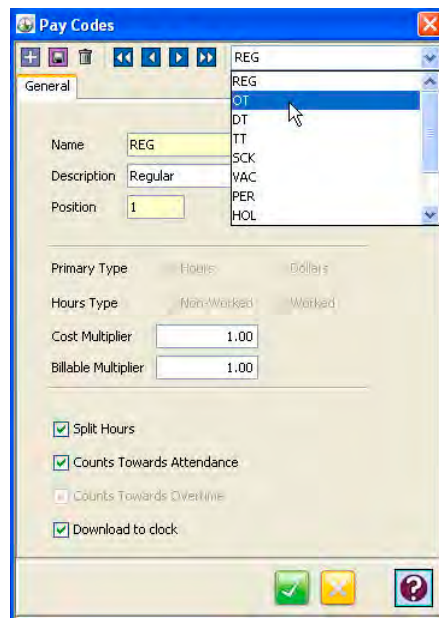 Pay Codes
REG
General
REG
OT
DT
TT
SCK
VAC
PER
HOL
Name REG
Description Regular
Position 1
Primary Type Hours Dollars
Hours Type Non-Worked Worked
Cost Multiplier 1.00
Billable Multiplier 1.00
Split Hours
Counts Towards Attendance
Counts Towards Overtime
Download to clock
?